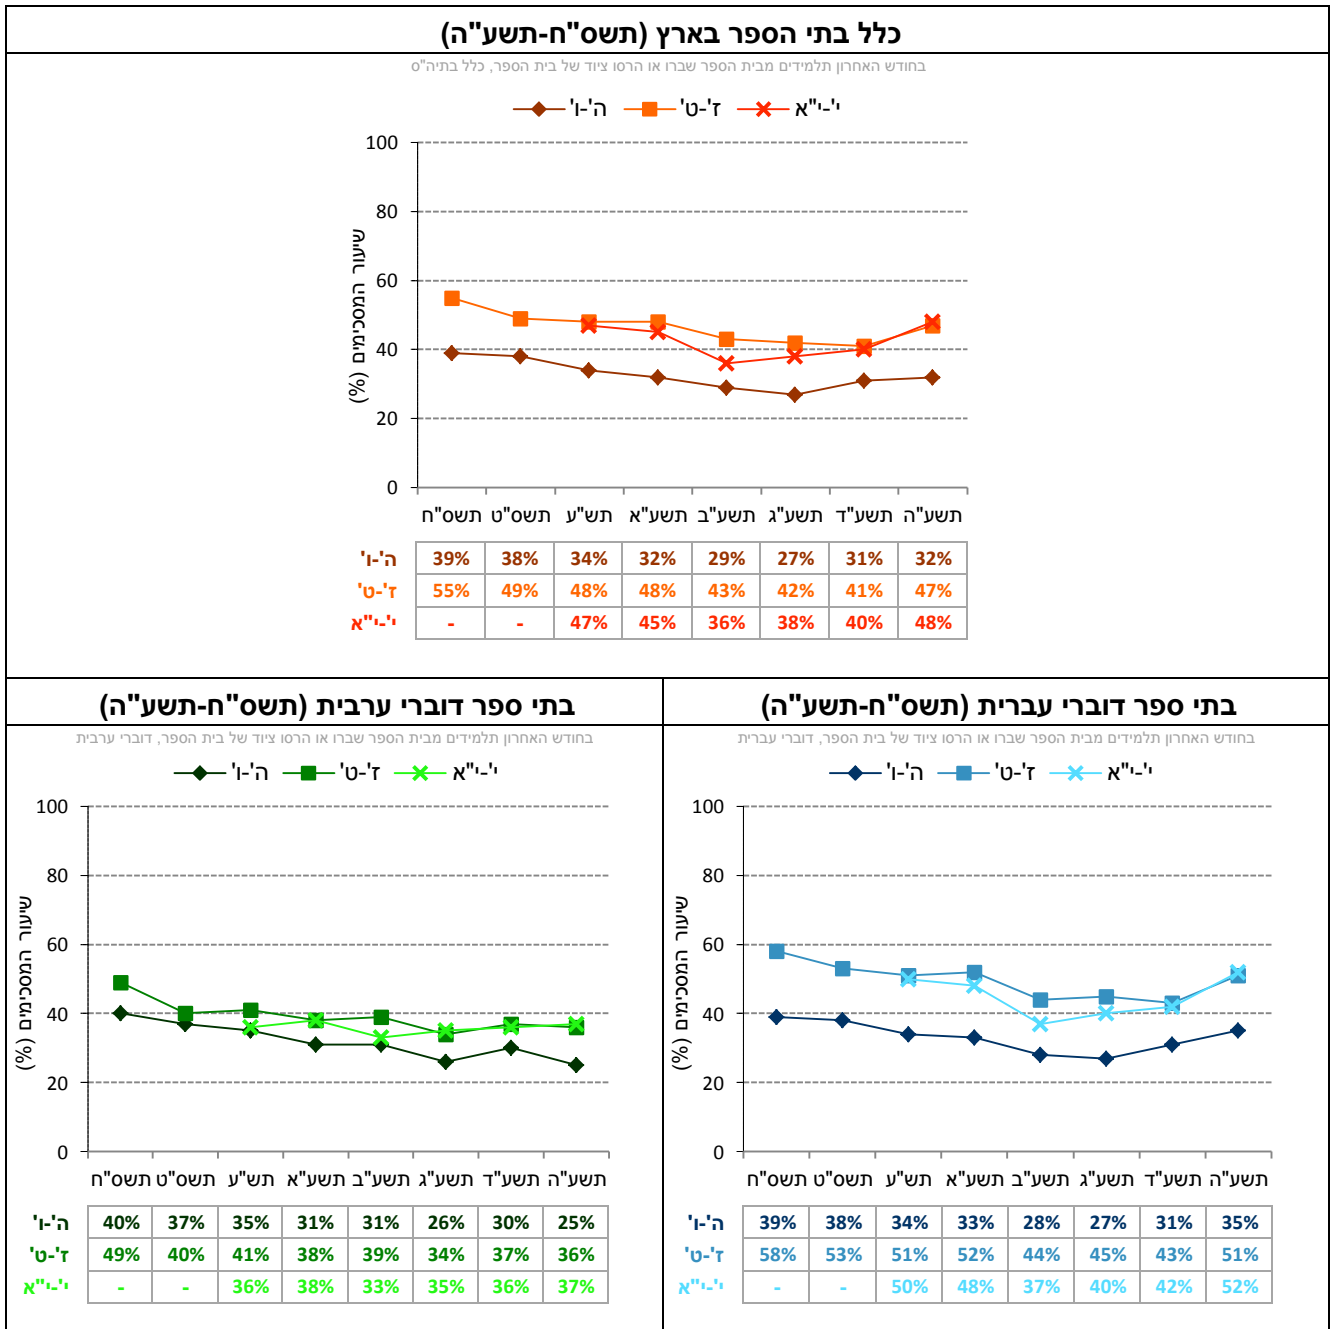 כלל בתי הספר בארץ (תשס"ח-תשע"ה)
בחודש האחרון תלמידים מבית הספר שברו או הרסו ציוד של בית הספר, כלל בתיה"ס
ה'-ו' ז'-ט' י'-י"א
שיעור המסכימים (%)
100
80
60
40
20
0
תשס"ח תשס"ט תש"ע תשע"א תשע"ב תשע"ג תשע"ד תשע"ה
ה'-ו' 39% 38% 34% 32% 29% 27% 31% 32%
ז'-ט' 55% 49% 48% 48% 43% 42% 41% 47%
י'-י"א - - 47% 45% 36% 38% 40% 48%
בתי ספר דוברי עברית (תשס"ח-תשע"ה)
בחודש האחרון תלמידים מבית הספר שברו או הרסו ציוד של בית הספר, דוברי עברית
ה'-ו' ז'-ט' י'-י"א
שיעור המסכימים (%)
100
80
60
40
20
0
תשס"ח תשס"ט תש"ע תשע"א תשע"ב תשע"ג תשע"ד תשע"ה
ה'-ו' 39% 38% 34% 33% 28% 27% 31% 35%
ז'-ט' 58% 53% 51% 52% 44% 45% 43% 51%
י'-י"א - - 50% 48% 37% 40% 42% 52%
בתי ספר דוברי ערבית (תשס"ח-תשע"ה)
בחודש האחרון תלמידים מבית הספר שברו או הרסו ציוד של בית הספר, דוברי ערבית
ה'-ו' ז'-ט' י'-י"א
שיעור המסכימים (%)
100
80
60
40
20
0
תשס"ח תשס"ט תש"ע תשע"א תשע"ב תשע"ג תשע"ד תשע"ה
ה'-ו' 40% 37% 35% 31% 31% 26% 30% 25%
ז'-ט' 49% 40% 41% 38% 39% 34% 37% 36%
י'-י"א - - 36% 38% 33% 35% 36% 37%